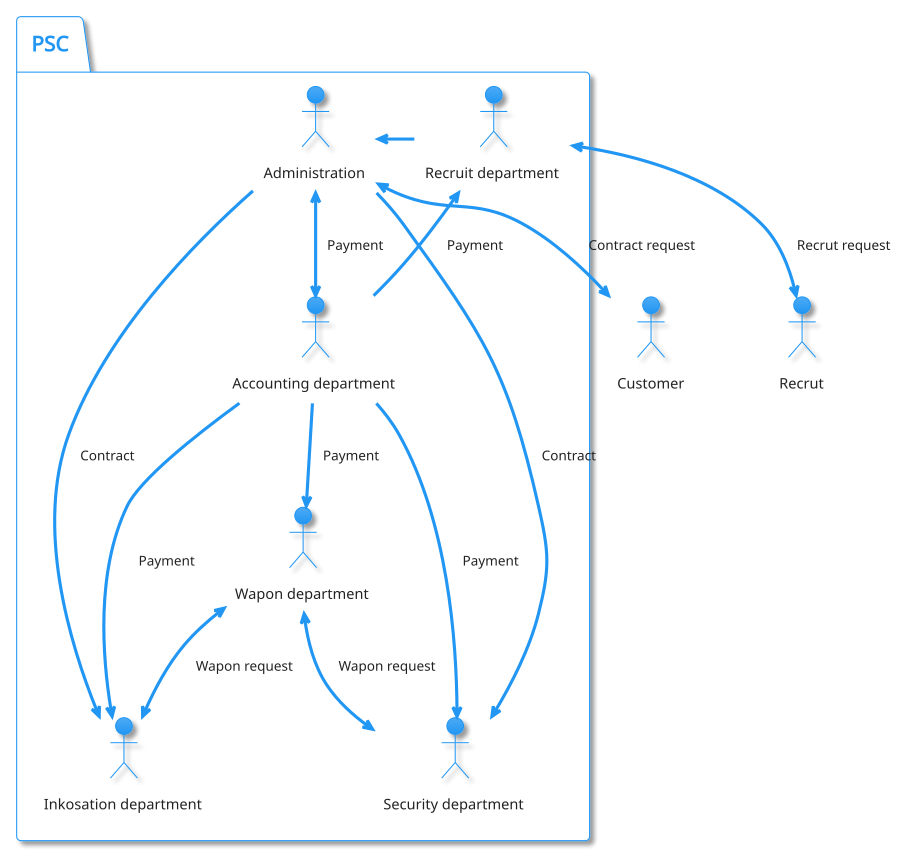 PSC
Administration
Recruit department
Payment
Payment
Contract request
Recrut request
Accounting department
Customer
Recrut
Contract
Payment
Contract
Payment
Payment
Wapon department
Wapon request
Wapon request
Inkosation department
Security department